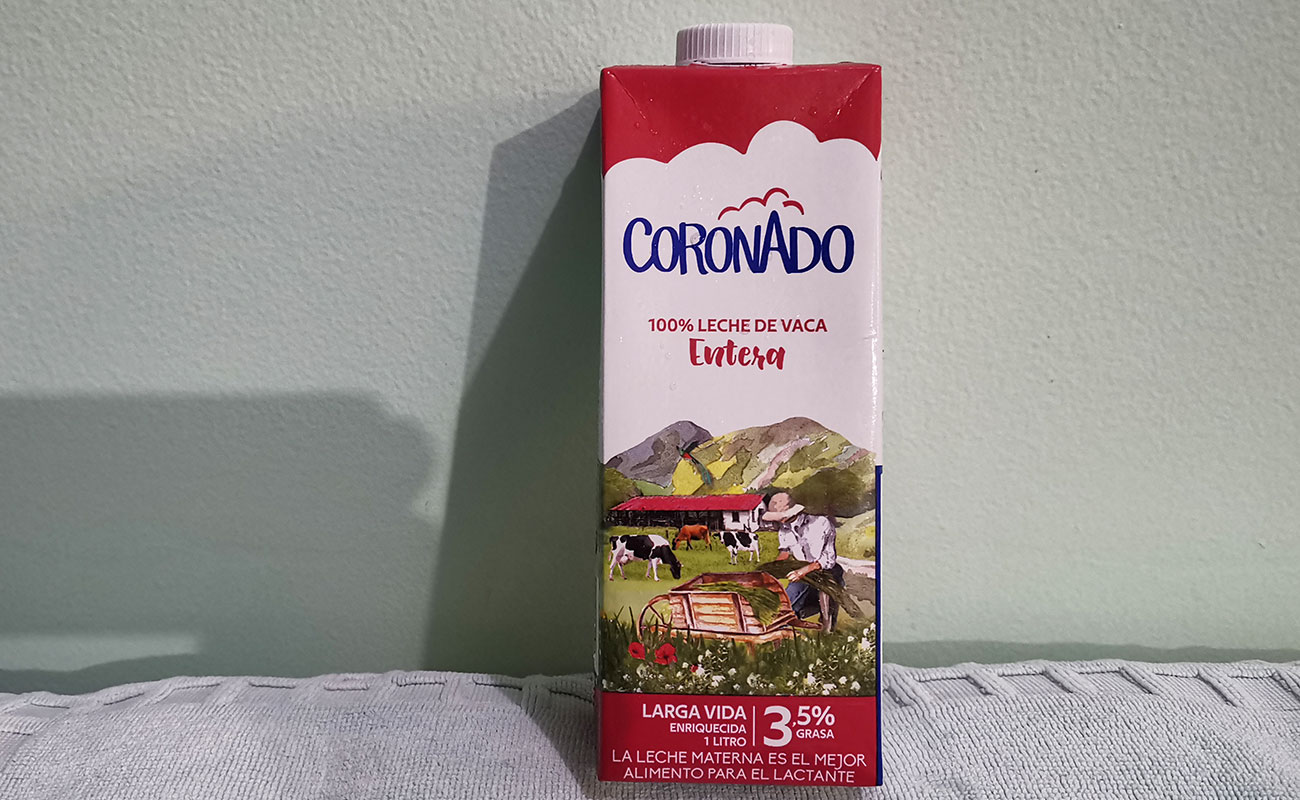 CORONADO
100% LECHE DE VACA
Entera
LARGA VIDA
ENRIQUECIDA
1 LITRO
3,5%
GRASA
LA LECHE MATERNA ES EL MEJOR
ALIMENTO PARA EL LACTANTE